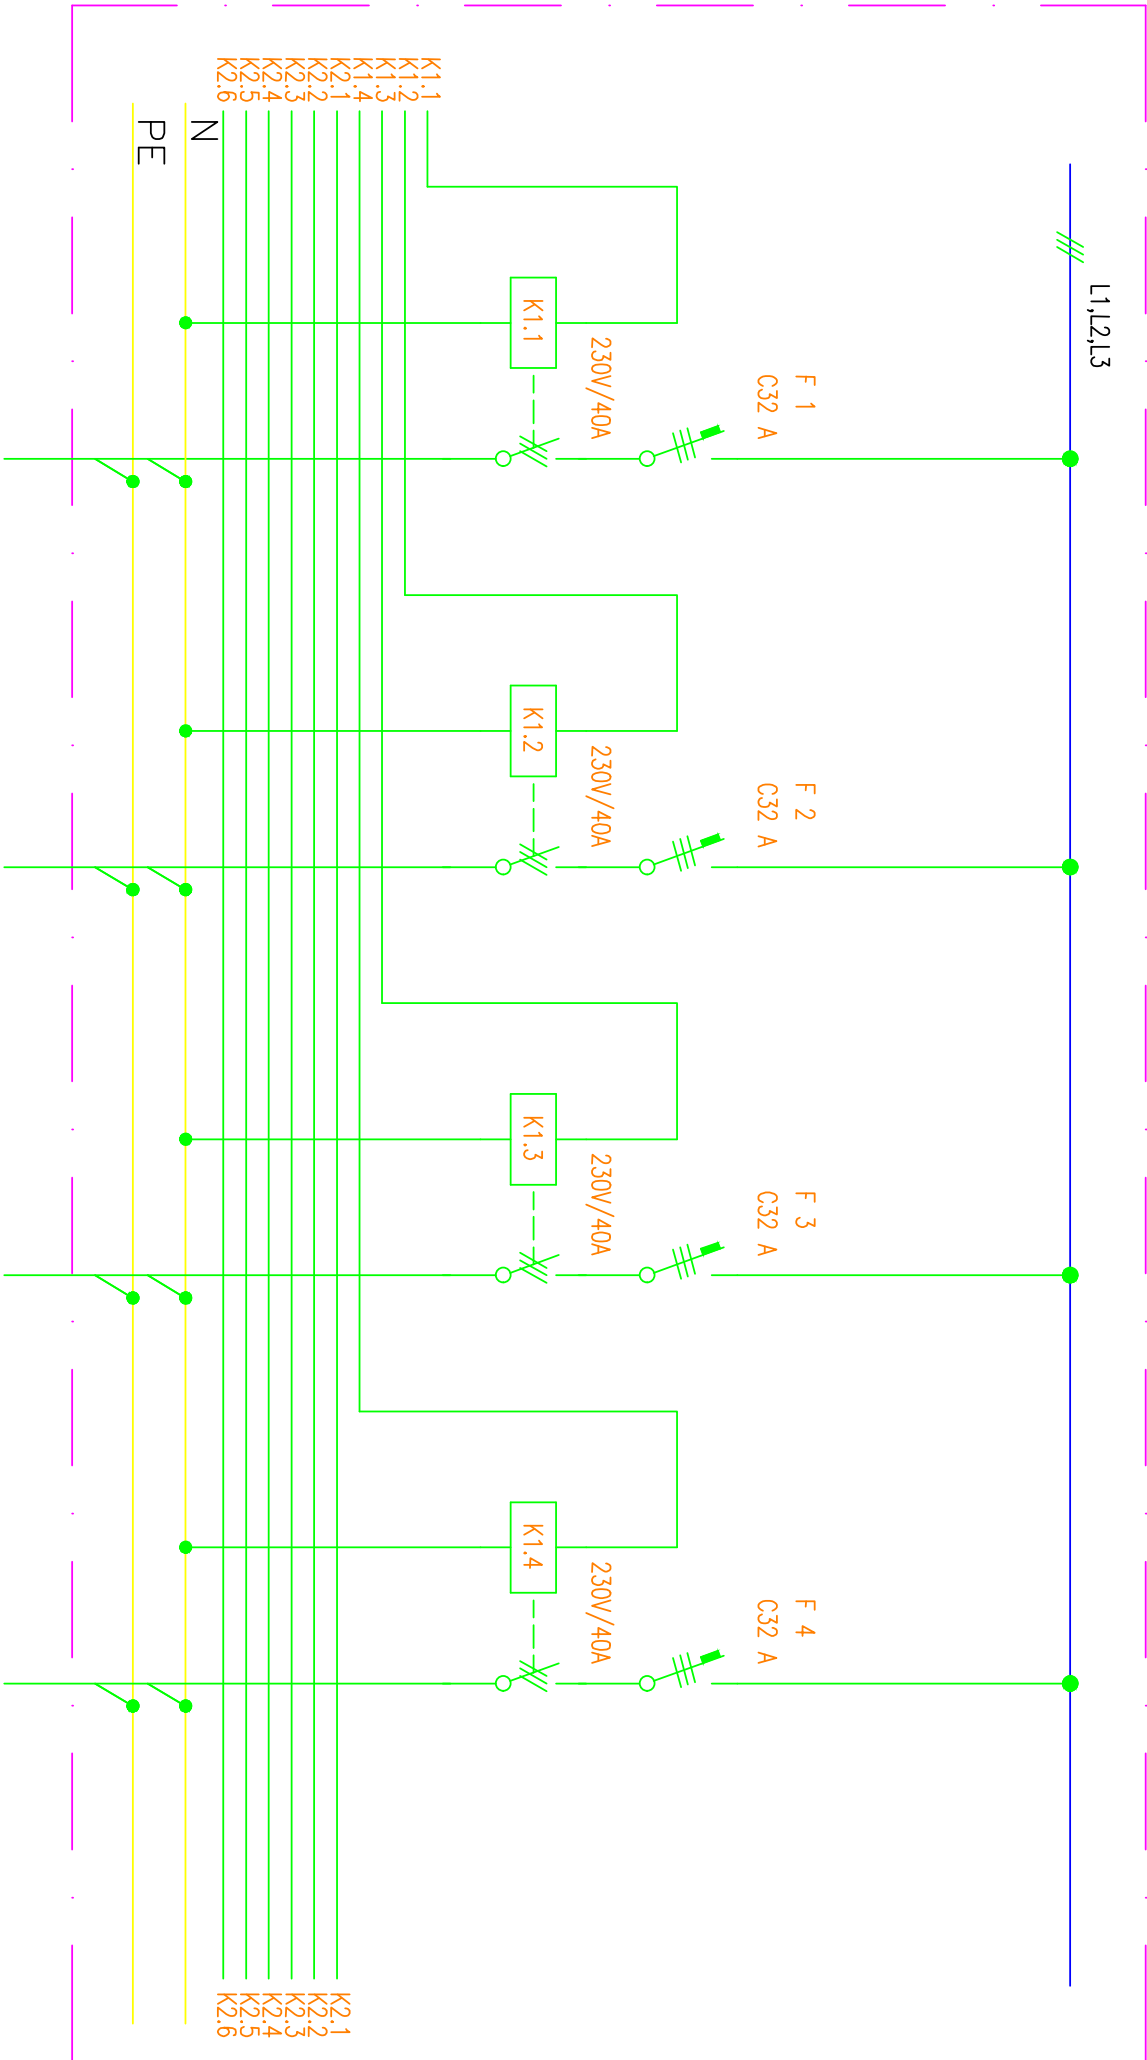 L1,L2,L3
F 1
C32 A
F 2
C32 A
F 3
C32 A
F 4
C32 A
230V/40A
230V/40A
230V/40A
230V/40A
K1.1
K1.2
K1.3
K1.4
K1.1
K1.2
K1.3
K1.4
K2.1
K2.2
K2.3
K2.4
K2.5
K2.6
K2.1
K2.2
K2.3
K2.4
K2.5
K2.6
N
PE